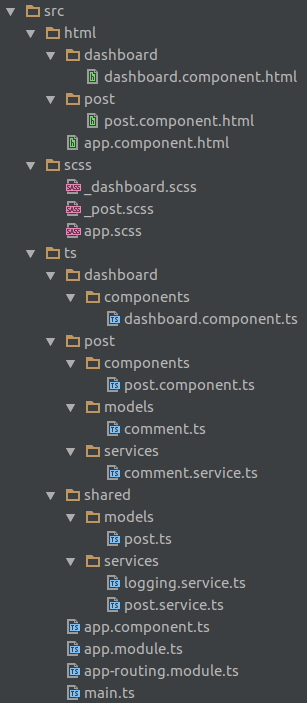 src
html
dashboard
dashboard.component.html
post
post.component.html
app.component.html
scss
_dashboard.scss
_post.scss
app.scss
ts
dashboard
components
dashboard.component.ts
post
components
post.component.ts
models
comment.ts
services
comment.service.ts
shared
models
post.ts
services
logging.service.ts
post.service.ts
app.component.ts
app.module.ts
app-routing.module.ts
main.ts